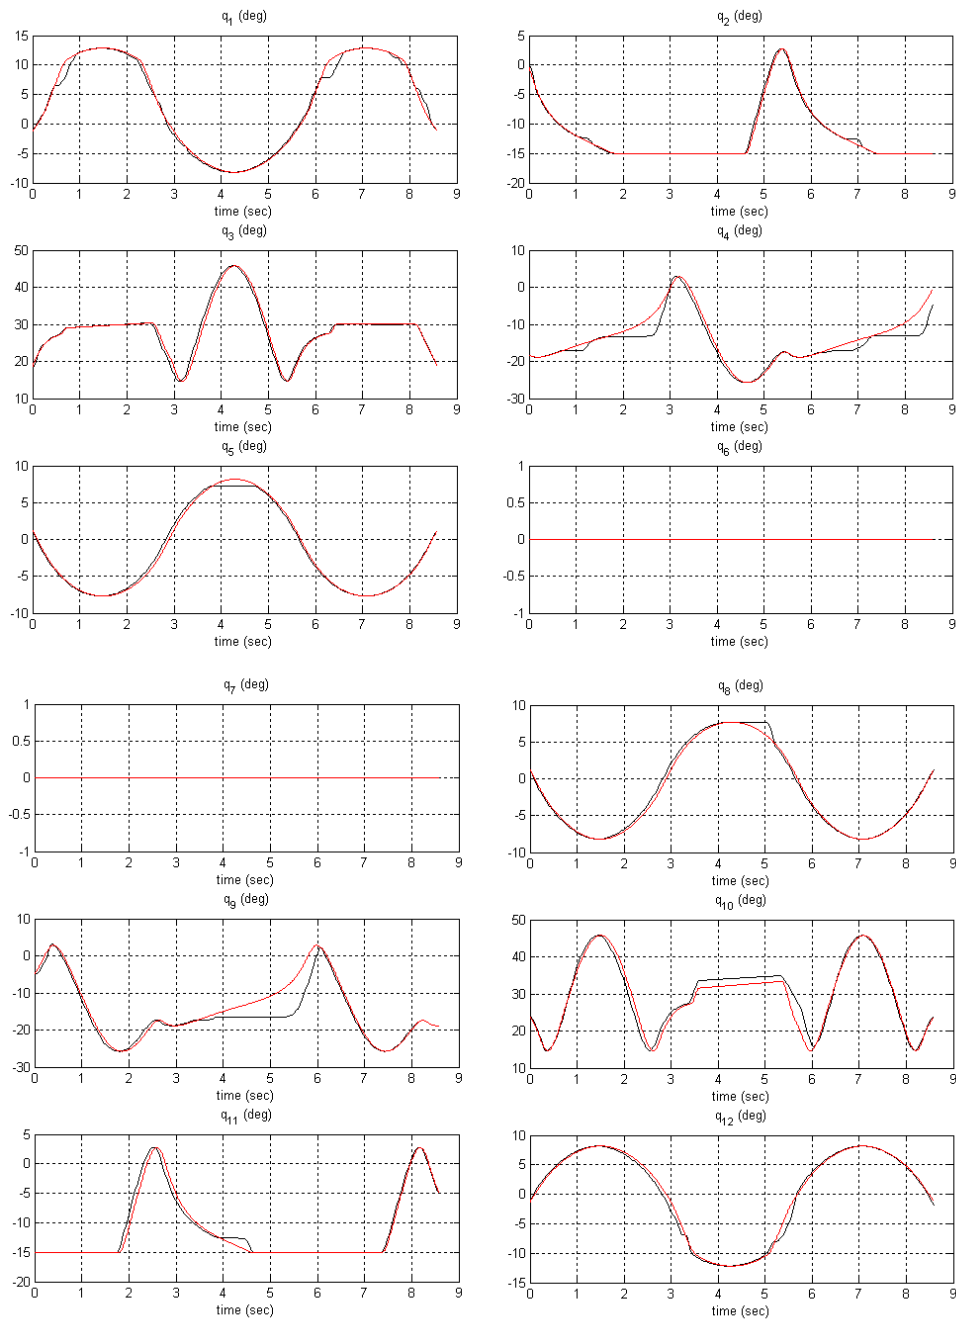 q1 (deg)
15
10
5
0
-5
-10
0 1 2 3 4 5 6 7 8 9
time (sec)
q2 (deg)
5
0
-5
-10
-15
-20
0 1 2 3 4 5 6 7 8 9
time (sec)
q3 (deg)
50
40
30
20
10
0 1 2 3 4 5 6 7 8 9
time (sec)
q4 (deg)
10
0
-10
-20
-30
0 1 2 3 4 5 6 7 8 9
time (sec)
q5 (deg)
10
5
0
-5
-10
0 1 2 3 4 5 6 7 8 9
time (sec)
q6 (deg)
1
0.5
0
-0.5
-1
0 1 2 3 4 5 6 7 8 9
time (sec)
q7 (deg)
1
0.5
0
-0.5
-1
0 1 2 3 4 5 6 7 8 9
time (sec)
q8 (deg)
10
5
0
-5
-10
0 1 2 3 4 5 6 7 8 9
time (sec)
q9 (deg)
10
0
-10
-20
-30
0 1 2 3 4 5 6 7 8 9
time (sec)
q10 (deg)
50
40
30
20
10
0 1 2 3 4 5 6 7 8 9
time (sec)
q11 (deg)
5
0
-5
-10
-15
-20
0 1 2 3 4 5 6 7 8 9
time (sec)
q12 (deg)
10
5
0
-5
-10
-15
0 1 2 3 4 5 6 7 8 9
time (sec)